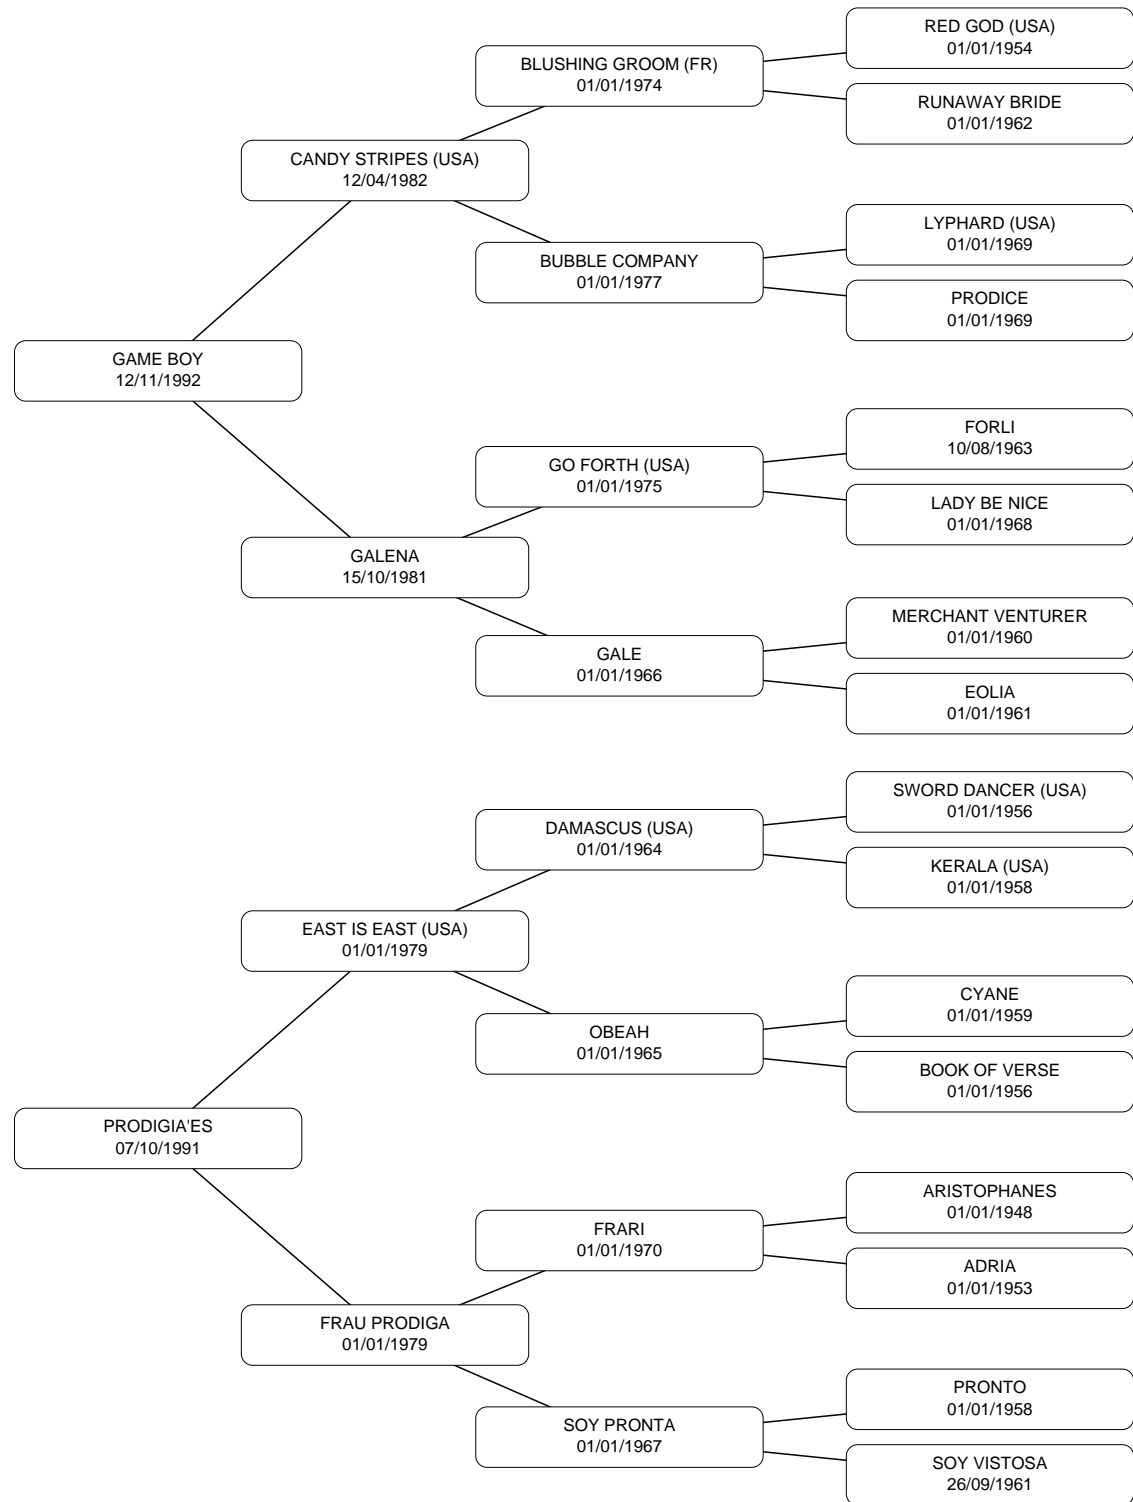 RED GOD (USA)
01/01/1954
BLUSHING GROOM (FR)
01/01/1974
RUNAWAY BRIDE
01/01/1962
CANDY STRIPES (USA)
12/04/1982
LYPHARD (USA)
01/01/1969
BUBBLE COMPANY
01/01/1977
PRODICE
01/01/1969
GAME BOY
12/11/1992
FORLI
10/08/1963
GO FORTH (USA)
01/01/1975
LADY BE NICE
01/01/1968
GALENA
15/10/1981
MERCHANT VENTURER
01/01/1960
GALE
01/01/1966
EOLIA
01/01/1961
SWORD DANCER (USA)
01/01/1956
DAMASCUS (USA)
01/01/1964
KERALA (USA)
01/01/1958
EAST IS EAST (USA)
01/01/1979
CYANE
01/01/1959
OBEAH
01/01/1965
BOOK OF VERSE
01/01/1956
PRODIGIA'ES
07/10/1991
ARISTOPHANES
01/01/1948
FRARI
01/01/1970
ADRIA
01/01/1953
FRAU PRODIGA
01/01/1979
PRONTO
01/01/1958
SOY PRONTA
01/01/1967
SOY VISTOSA
26/09/1961